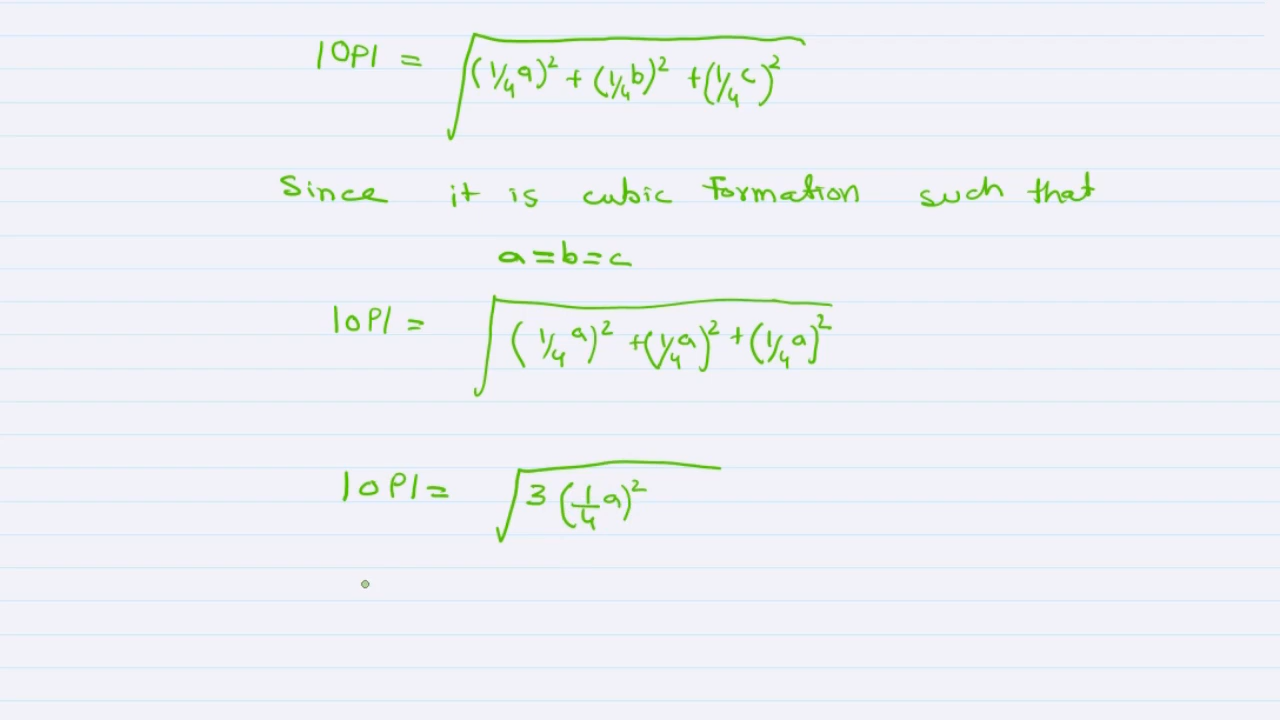 |OP| = √((1/4 a)² + (1/4 b)² + (1/4 c)²)
Since it is cubic Formation such that
a = b = c
|OP| = √((1/4 a)² + (1/4 a)² + (1/4 a)²)
|OP| = √(3 (1/4 a)²)